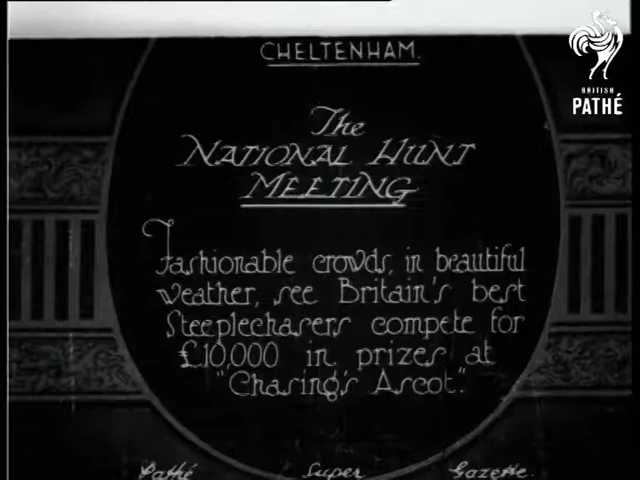 CHELTENHAM.
The
NATIONAL HUNT
MEETING
Fashionable crowds, in beautiful
weather, see Britain's best
Steeplechasers compete for
£10,000 in prizes at
"Chasing's Ascot".
Pathé Super Gazette.
BRITISH
PATHÉ